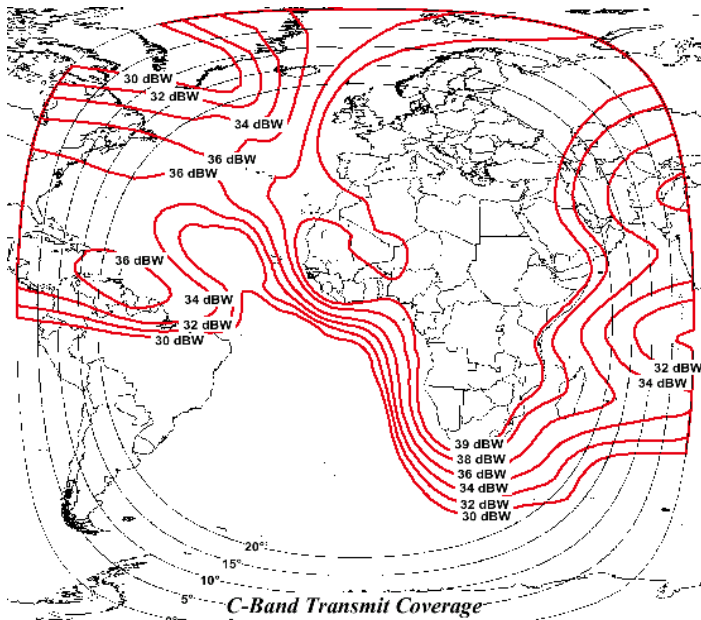 30 dBW
32 dBW
34 dBW
36 dBW
36 dBW
36 dBW
34 dBW
32 dBW
30 dBW
32 dBW
34 dBW
39 dBW
38 dBW
36 dBW
34 dBW
32 dBW
30 dBW
20°
15°
10°
5°
0°
C-Band Transmit Coverage